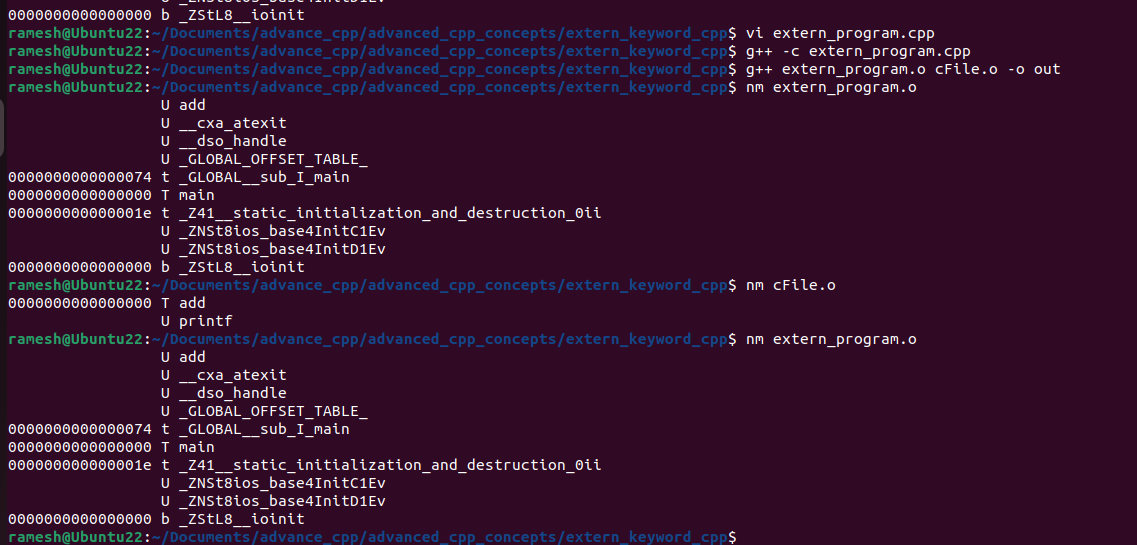 0000000000000000 b _ZStL8__ioinit
ramesh@Ubuntu22:~/Documents/advance_cpp/advanced_cpp_concepts/extern_keyword_cpp$ vi extern_program.cpp
ramesh@Ubuntu22:~/Documents/advance_cpp/advanced_cpp_concepts/extern_keyword_cpp$ g++ -c extern_program.cpp
ramesh@Ubuntu22:~/Documents/advance_cpp/advanced_cpp_concepts/extern_keyword_cpp$ g++ extern_program.o cFile.o -o out
ramesh@Ubuntu22:~/Documents/advance_cpp/advanced_cpp_concepts/extern_keyword_cpp$ nm extern_program.o
                 U add
                 U __cxa_atexit
                 U __dso_handle
                 U _GLOBAL_OFFSET_TABLE_
0000000000000074 t _GLOBAL__sub_I_main
0000000000000000 T main
000000000000001e t _Z41__static_initialization_and_destruction_0ii
                 U _ZNSt8ios_base4InitC1Ev
                 U _ZNSt8ios_base4InitD1Ev
0000000000000000 b _ZStL8__ioinit
ramesh@Ubuntu22:~/Documents/advance_cpp/advanced_cpp_concepts/extern_keyword_cpp$ nm cFile.o
0000000000000000 T add
                 U printf
ramesh@Ubuntu22:~/Documents/advance_cpp/advanced_cpp_concepts/extern_keyword_cpp$ nm extern_program.o
                 U add
                 U __cxa_atexit
                 U __dso_handle
                 U _GLOBAL_OFFSET_TABLE_
0000000000000074 t _GLOBAL__sub_I_main
0000000000000000 T main
000000000000001e t _Z41__static_initialization_and_destruction_0ii
                 U _ZNSt8ios_base4InitC1Ev
                 U _ZNSt8ios_base4InitD1Ev
0000000000000000 b _ZStL8__ioinit
ramesh@Ubuntu22:~/Documents/advance_cpp/advanced_cpp_concepts/extern_keyword_cpp$